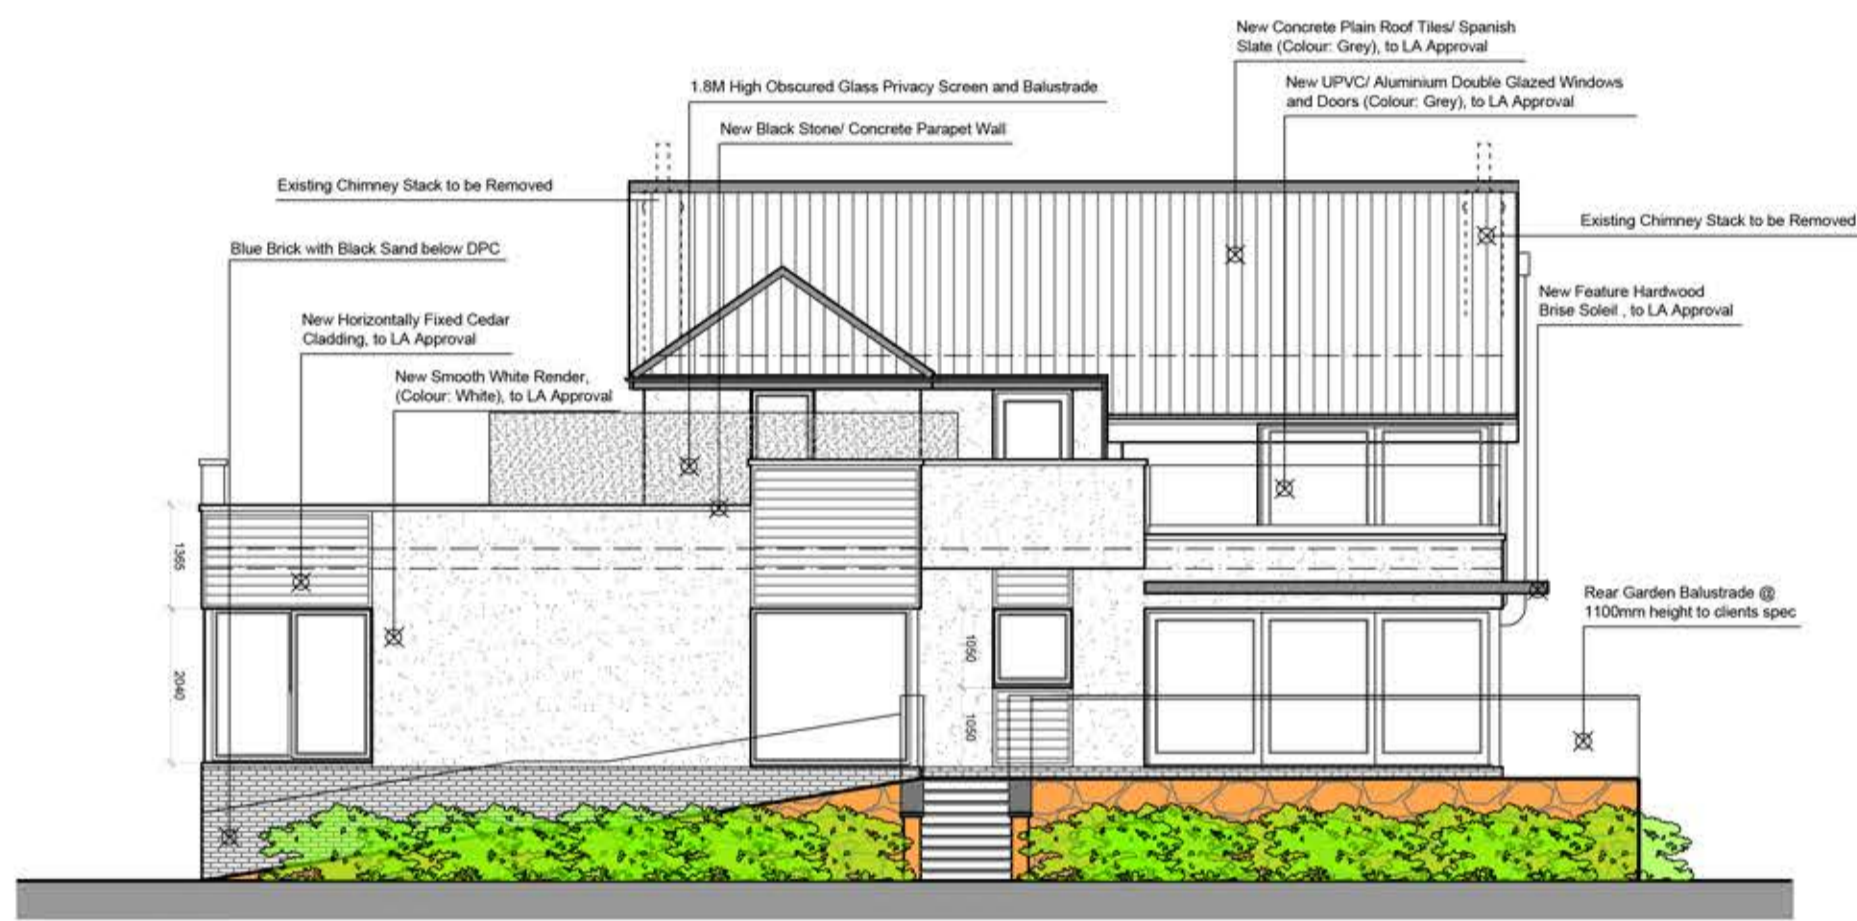 New Concrete Plain Roof Tiles/ Spanish
Slate (Colour: Grey), to LA Approval
1.8M High Obscured Glass Privacy Screen and Balustrade
New UPVC/ Aluminium Double Glazed Windows
and Doors (Colour: Grey), to LA Approval
New Black Stone/ Concrete Parapet Wall
Existing Chimney Stack to be Removed
Existing Chimney Stack to be Removed
Blue Brick with Black Sand below DPC
New Feature Hardwood
Brise Soleil , to LA Approval
New Horizontally Fixed Cedar
Cladding, to LA Approval
New Smooth White Render,
(Colour: White), to LA Approval
1365
Rear Garden Balustrade @
1100mm height to clients spec
2040
1050
1050